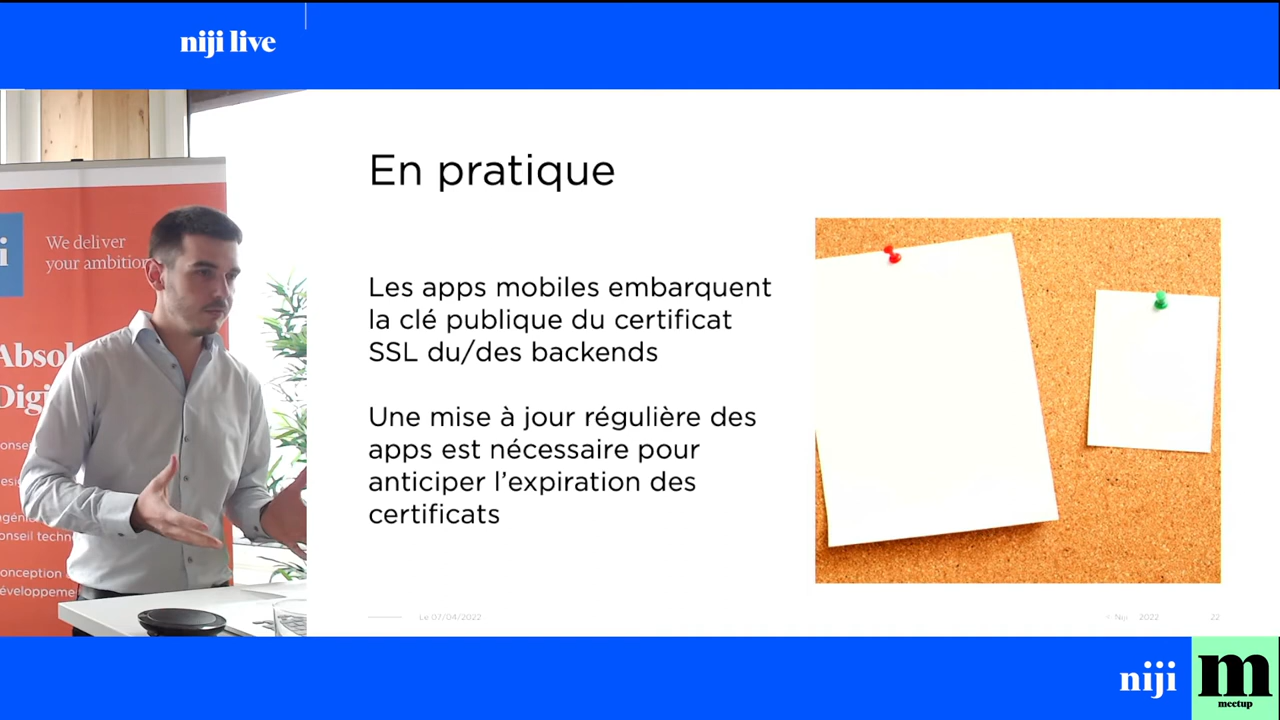 niji live
We deliver
your ambition
En pratique
Les apps mobiles embarquent
la clé publique du certificat
SSL du/des backends
Une mise à jour régulière des
apps est nécessaire pour
anticiper l'expiration des
certificats
Le 07/04/2022
Niji 2022
22
niji
m
meetup